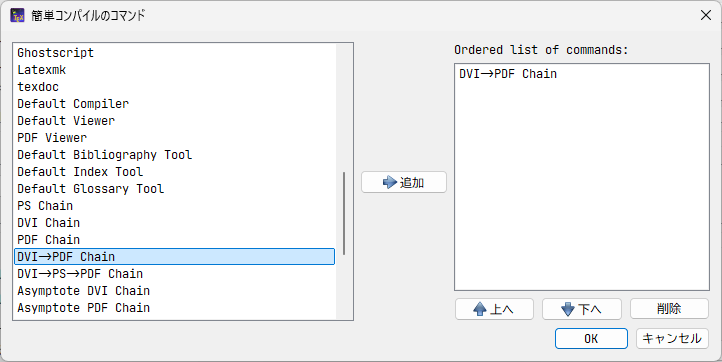 簡単コンパイルのコマンド
Ghostscript
Latexmk
texdoc
Default Compiler
Default Viewer
PDF Viewer
Default Bibliography Tool
Default Index Tool
Default Glossary Tool
PS Chain
DVI Chain
PDF Chain
DVI→PDF Chain
DVI→PS→PDF Chain
Asymptote DVI Chain
Asymptote PDF Chain
追加
Ordered list of commands:
DVI→PDF Chain
上へ
下へ
削除
OK
キャンセル